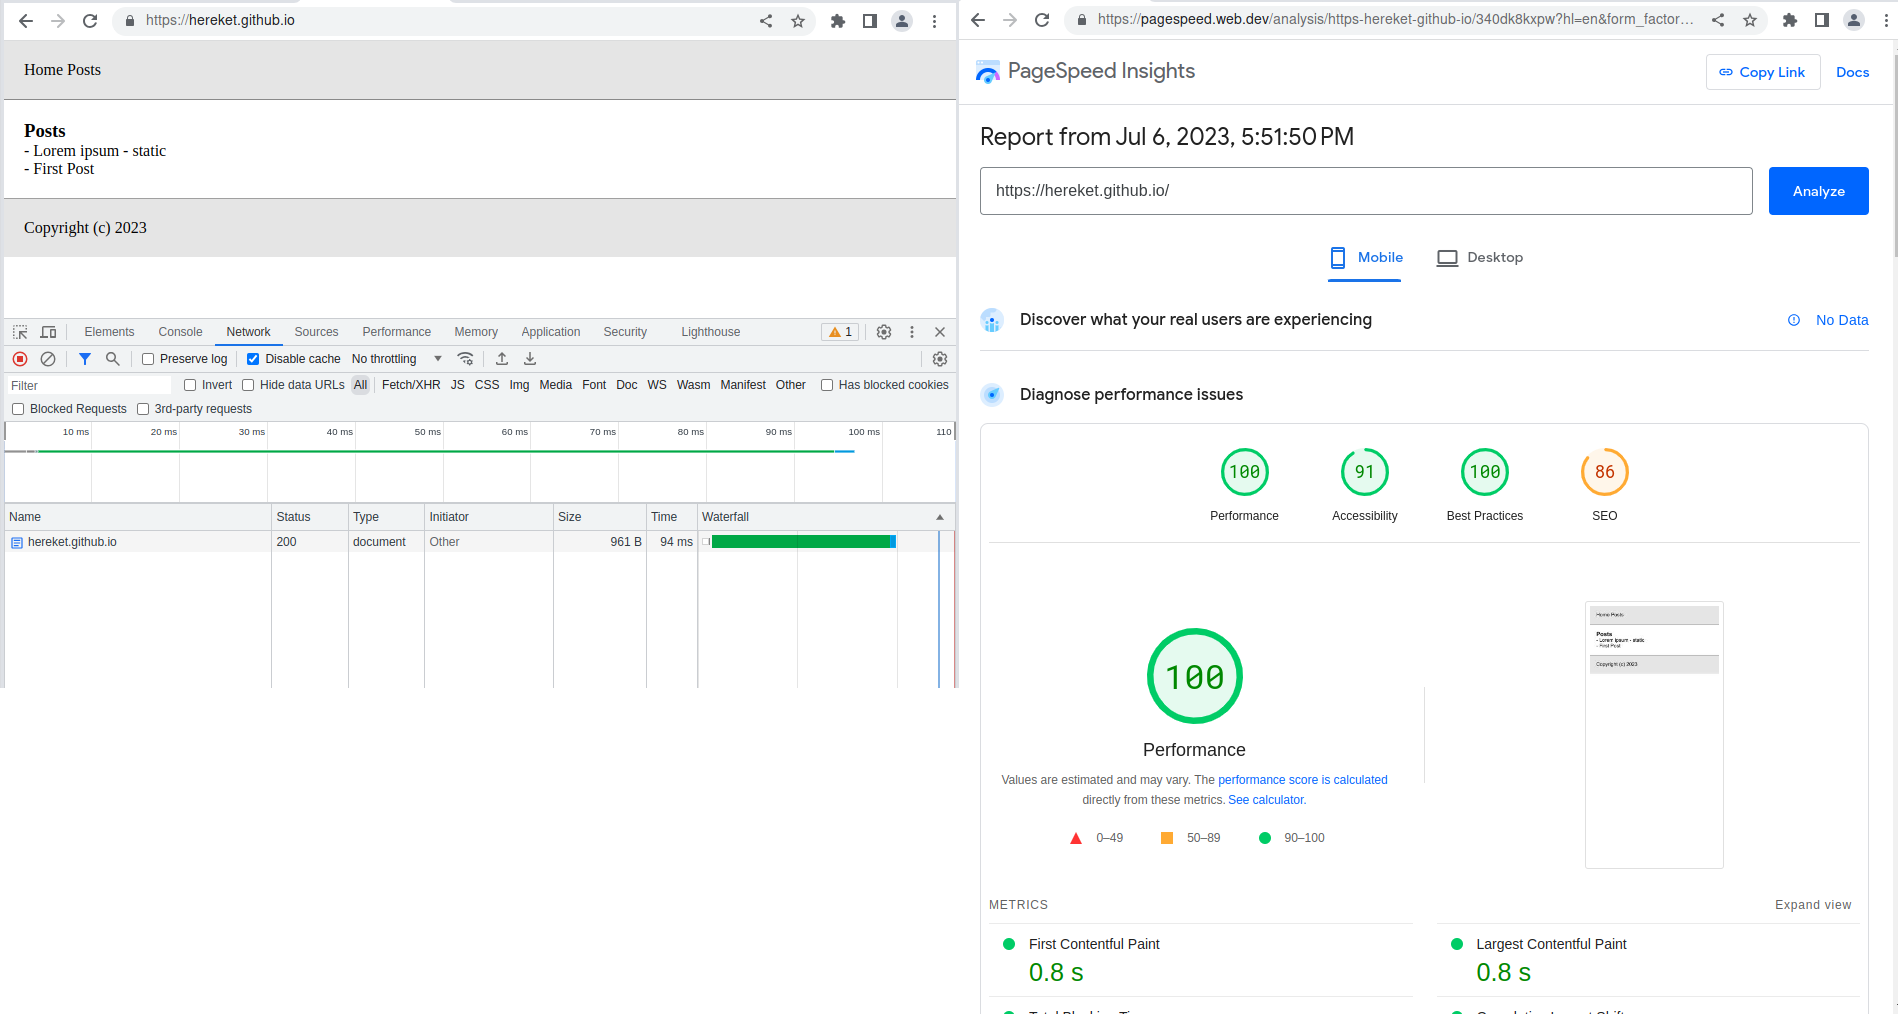 https://hereket.github.io
Home Posts
Posts
- Lorem ipsum - static
- First Post
Copyright (c) 2023
Elements Console Network Sources Performance Memory Application Security Lighthouse 1
Preserve log Disable cache No throttling
Filter Invert Hide data URLs All Fetch/XHR JS CSS Img Media Font Doc WS Wasm Manifest Other Has blocked cookies
Blocked Requests 3rd-party requests
10 ms 20 ms 30 ms 40 ms 50 ms 60 ms 70 ms 80 ms 90 ms 100 ms 110
Name Status Type Initiator Size Time Waterfall
hereket.github.io 200 document Other 961 B 94 ms
https://pagespeed.web.dev/analysis/https-hereket-github-io/340dk8kxpw?hl=en&form_factor...
PageSpeed Insights Copy Link Docs
Report from Jul 6, 2023, 5:51:50 PM
https://hereket.github.io/ Analyze
Mobile Desktop
Discover what your real users are experiencing No Data
Diagnose performance issues
100 91 100 86
Performance Accessibility Best Practices SEO
100
Performance
Values are estimated and may vary. The performance score is calculated
directly from these metrics. See calculator.
0–49 50–89 90–100
Home Posts
Posts
- Lorem ipsum - static
- First Post
Copyright (c) 2023
METRICS Expand view
First Contentful Paint Largest Contentful Paint
0.8 s 0.8 s